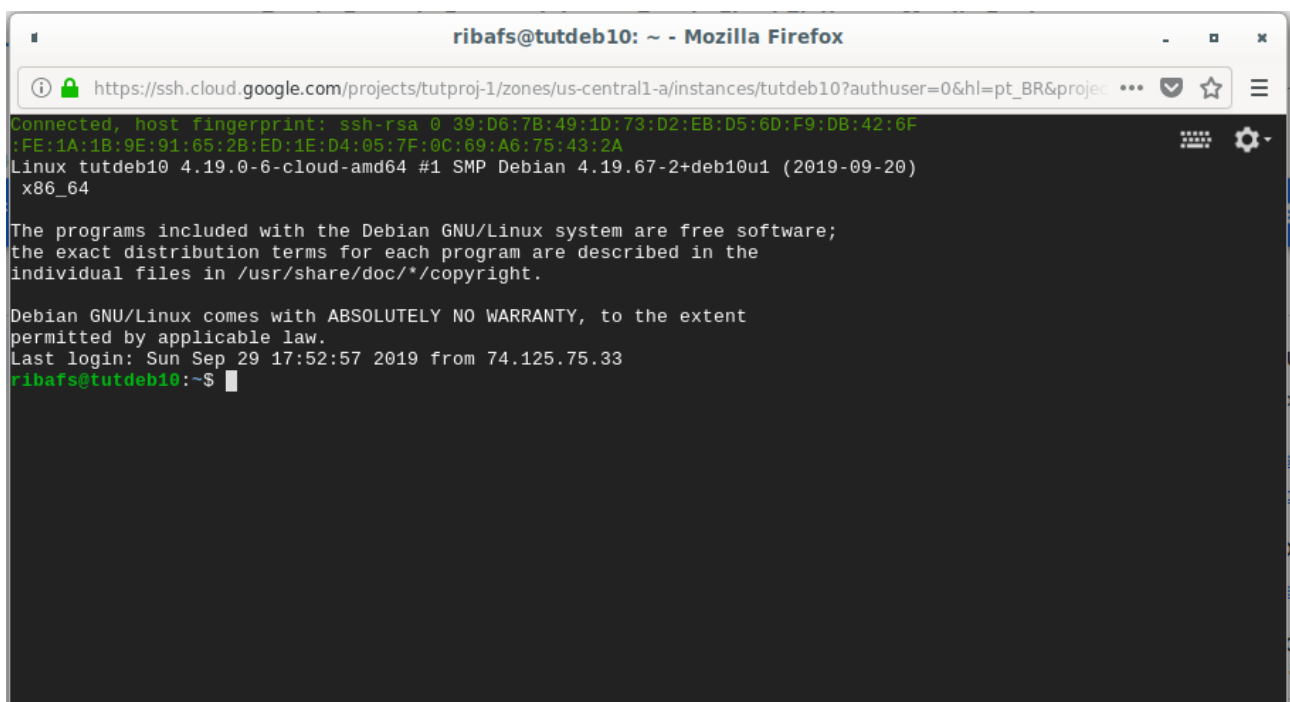 ribafs@tutdeb10: ~ - Mozilla Firefox
https://ssh.cloud.google.com/projects/tutproj-1/zones/us-central1-a/instances/tutdeb10?authuser=0&hl=pt_BR&projec
Connected, host fingerprint: ssh-rsa 0 39:D6:7B:49:1D:73:D2:EB:D5:6D:F9:DB:42:6F
:FE:1A:1B:9E:91:65:2B:ED:1E:D4:05:7F:0C:69:A6:75:43:2A
Linux tutdeb10 4.19.0-6-cloud-amd64 #1 SMP Debian 4.19.67-2+deb10u1 (2019-09-20)
x86_64
The programs included with the Debian GNU/Linux system are free software;
the exact distribution terms for each program are described in the
individual files in /usr/share/doc/*/copyright.
Debian GNU/Linux comes with ABSOLUTELY NO WARRANTY, to the extent
permitted by applicable law.
Last login: Sun Sep 29 17:52:57 2019 from 74.125.75.33
ribafs@tutdeb10:~$